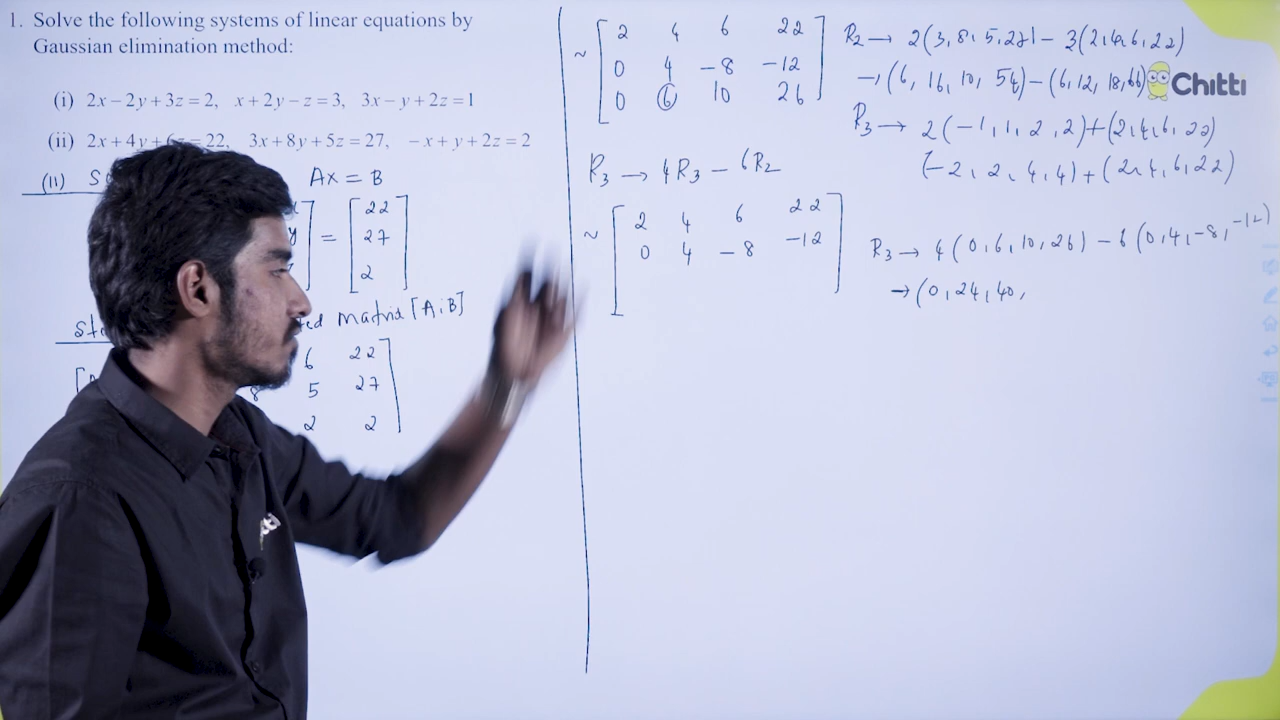 1. Solve the following systems of linear equations by
Gaussian elimination method:
(i) 2x−2y+3z=2, x+2y−z=3, 3x−y+2z=1
(ii) 2x+4y+6z=22, 3x+8y+5z=27, −x+y+2z=2
(ii) S
Ax = B
y
=
22
27
2
ed Matrix [A;B]
6 22
8 5 27
2 2
~ 2 4 6 22
0 4 −8 −12
0 6 10 26
R3 → 4R3 − 6R2
~ 2 4 6 22
0 4 −8 −12
R2 → 2(3,8,5,27) − 3(2,4,6,22)
→ (6, 16, 10, 54) − (6,12,18,66)
Chitti
R3 → 2(−1,1,2,2)+(2,4,6,22)
(−2,2,4,4)+(2,4,6,22)
R3 → 4(0,6,10,26) − 6(0,4,−8,−12)
→ (0,24,40,